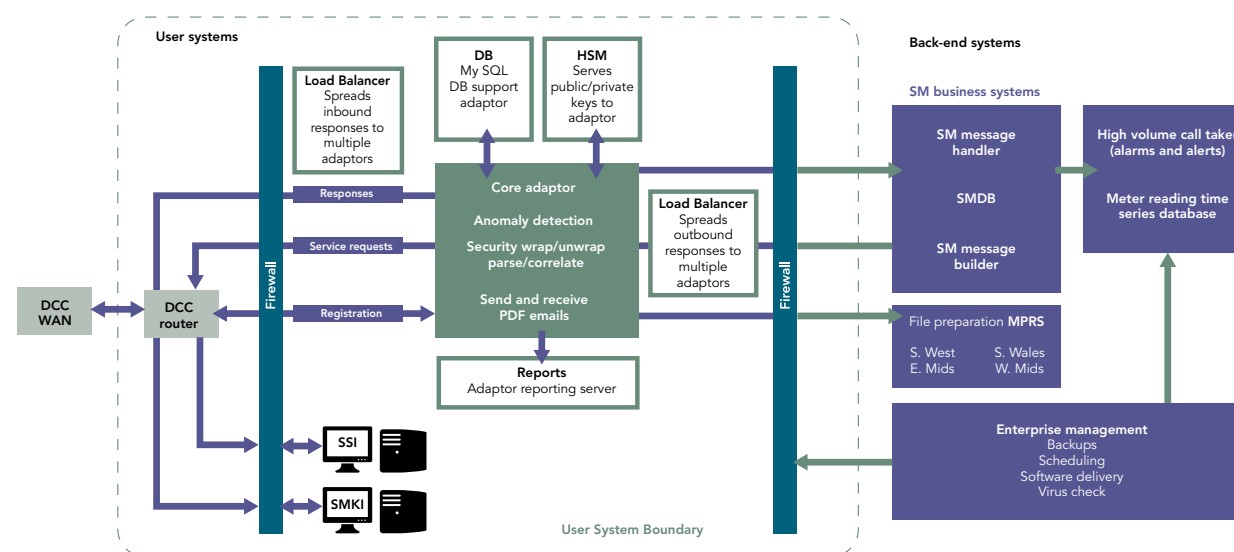 User systems
Back-end systems
DB
My SQL
DB support
adaptor
HSM
Serves
public/private
keys to
adaptor
Load Balancer
Spreads
inbound
responses to
multiple
adaptors
SM business systems
SM message
handler
SMDB
SM message
builder
High volume call taker
(alarms and alerts)
Meter reading time
series database
Core adaptor
Anomaly detection
Security wrap/unwrap
parse/correlate
Send and receive
PDF emails
Responses
Service requests
Registration
Load Balancer
Spreads
outbound
responses to
multiple
adaptors
Firewall
Firewall
DCC
WAN
DCC
router
File preparation MPRS
S. West S. Wales
E. Mids W. Mids
Reports
Adaptor reporting server
SSI
SMKI
Enterprise management
Backups
Scheduling
Software delivery
Virus check
User System Boundary